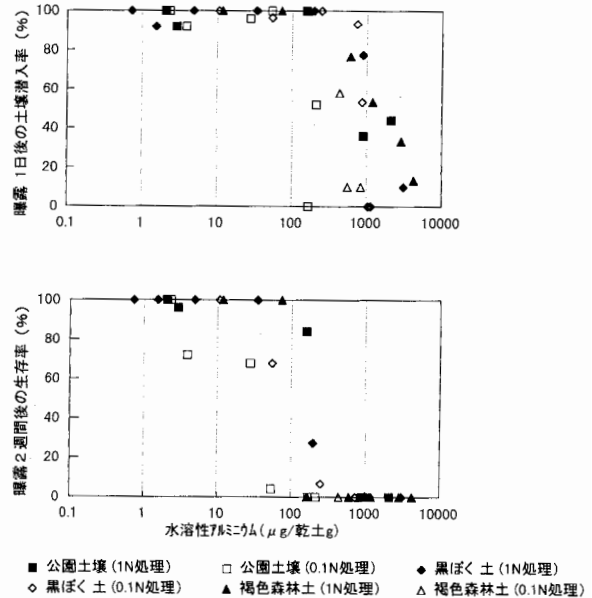 曝露 1日後の土壌潜入率 (%)
100
80
60
40
20
0
0.1 1 10 100 1000 10000
曝露2週間後の生存率 (%)
100
80
60
40
20
0
0.1 1 10 100 1000 10000
水溶性ｱﾙﾐﾆｳﾑ(μg/乾土g)
■ 公園土壌 (1N処理) □ 公園土壌 (0.1N処理) ◆ 黒ぼく 土 (1N処理)
◇ 黒ぼく 土 (0.1N処理) ▲ 褐色森林土 (1N処理) △ 褐色森林土 (0.1N処理)